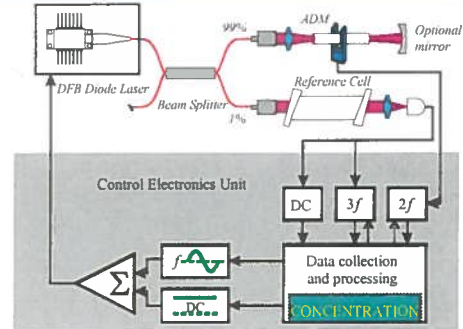 99%
ADM
Optional
mirror
DFB Diode Laser
Beam Splitter
Reference Cell
1%
Control Electronics Unit
DC
3f
2f
f
Data collection
and processing
Σ
DC
CONCENTRATION